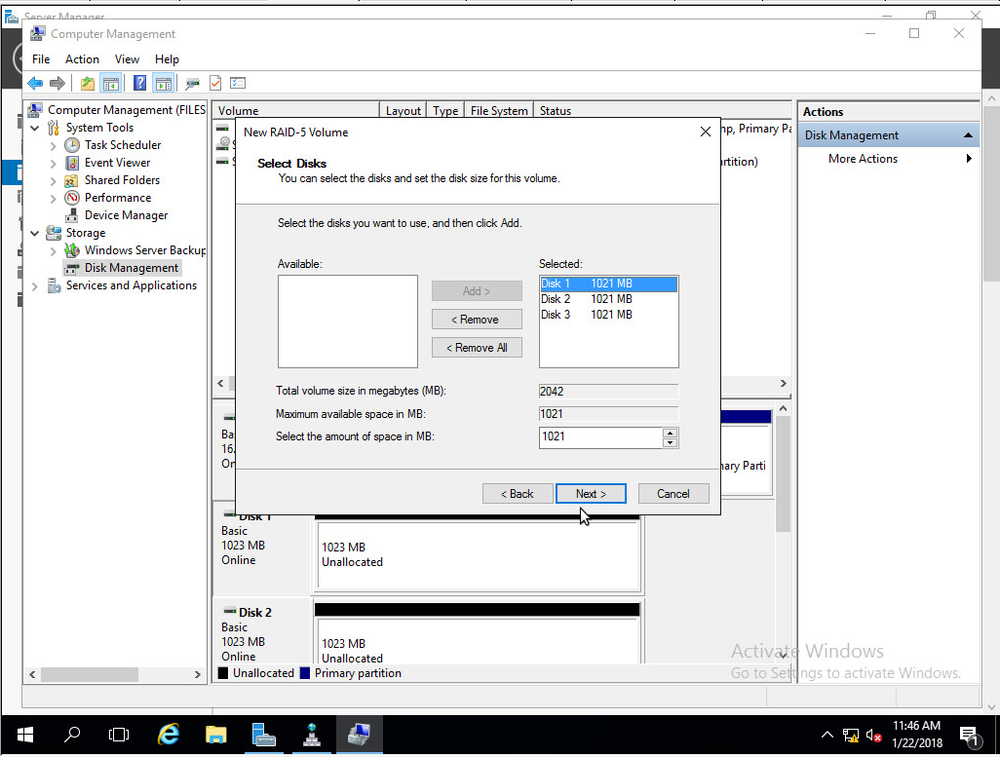 Server Manager
Computer Management
File Action View Help
Computer Management (FILES
System Tools
Task Scheduler
Event Viewer
Shared Folders
Performance
Device Manager
Storage
Windows Server Backup
Disk Management
Services and Applications
Volume Layout Type File System Status
mp, Primary Pa
rtition)
Actions
Disk Management
More Actions
New RAID-5 Volume
Select Disks
You can select the disks and set the disk size for this volume.
Select the disks you want to use, and then click Add.
Available:
Selected:
Add >
< Remove
< Remove All
Disk 1 1021 MB
Disk 2 1021 MB
Disk 3 1021 MB
Total volume size in megabytes (MB): 2042
Maximum available space in MB: 1021
Select the amount of space in MB: 1021
< Back Next > Cancel
Ba
16.
On
mary Parti
Disk 1
Basic
1023 MB
Online
1023 MB
Unallocated
Disk 2
Basic
1023 MB
Online
1023 MB
Unallocated
Unallocated Primary partition
Activate Windows
Go to Settings to activate Windows.
11:46 AM
1/22/2018
1